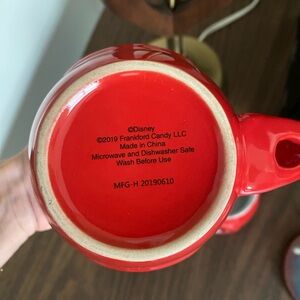 ©Disney
©2019 Frankford Candy LLC
Made in China
Microwave and Dishwasher Safe
Wash Before Use
MFG-H 20190610